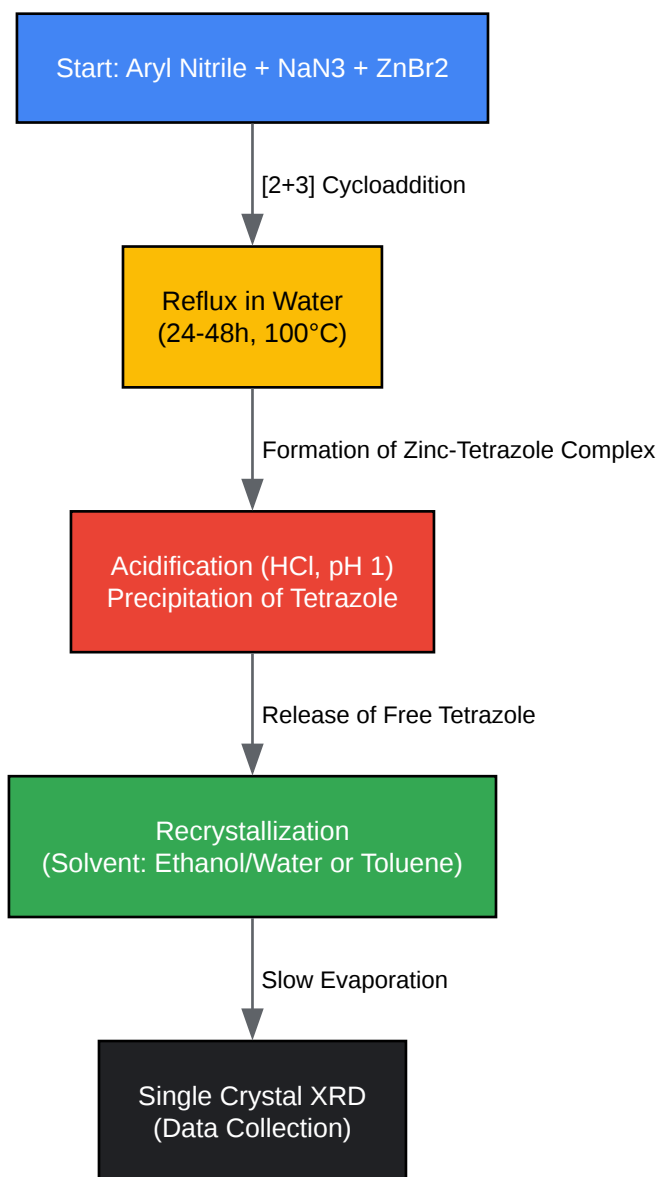 Start: Aryl Nitrile + NaN3 + ZnBr2
[2+3] Cycloaddition
Reflux in Water
(24-48h, 100°C)
Formation of Zinc-Tetrazole Complex
Acidification (HCl, pH 1)
Precipitation of Tetrazole
Release of Free Tetrazole
Recrystallization
(Solvent: Ethanol/Water or Toluene)
Slow Evaporation
Single Crystal XRD
(Data Collection)